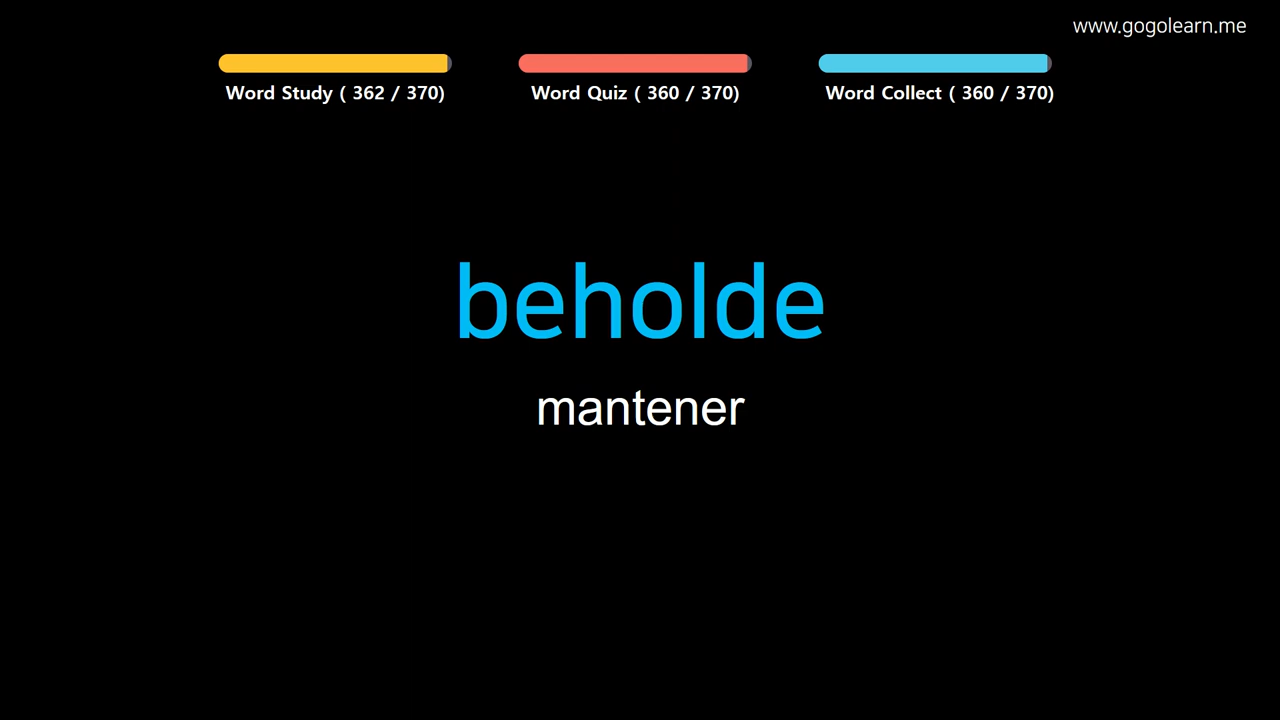 www.gogolearn.me
Word Study ( 362 / 370)
Word Quiz ( 360 / 370)
Word Collect ( 360 / 370)
beholde
mantener